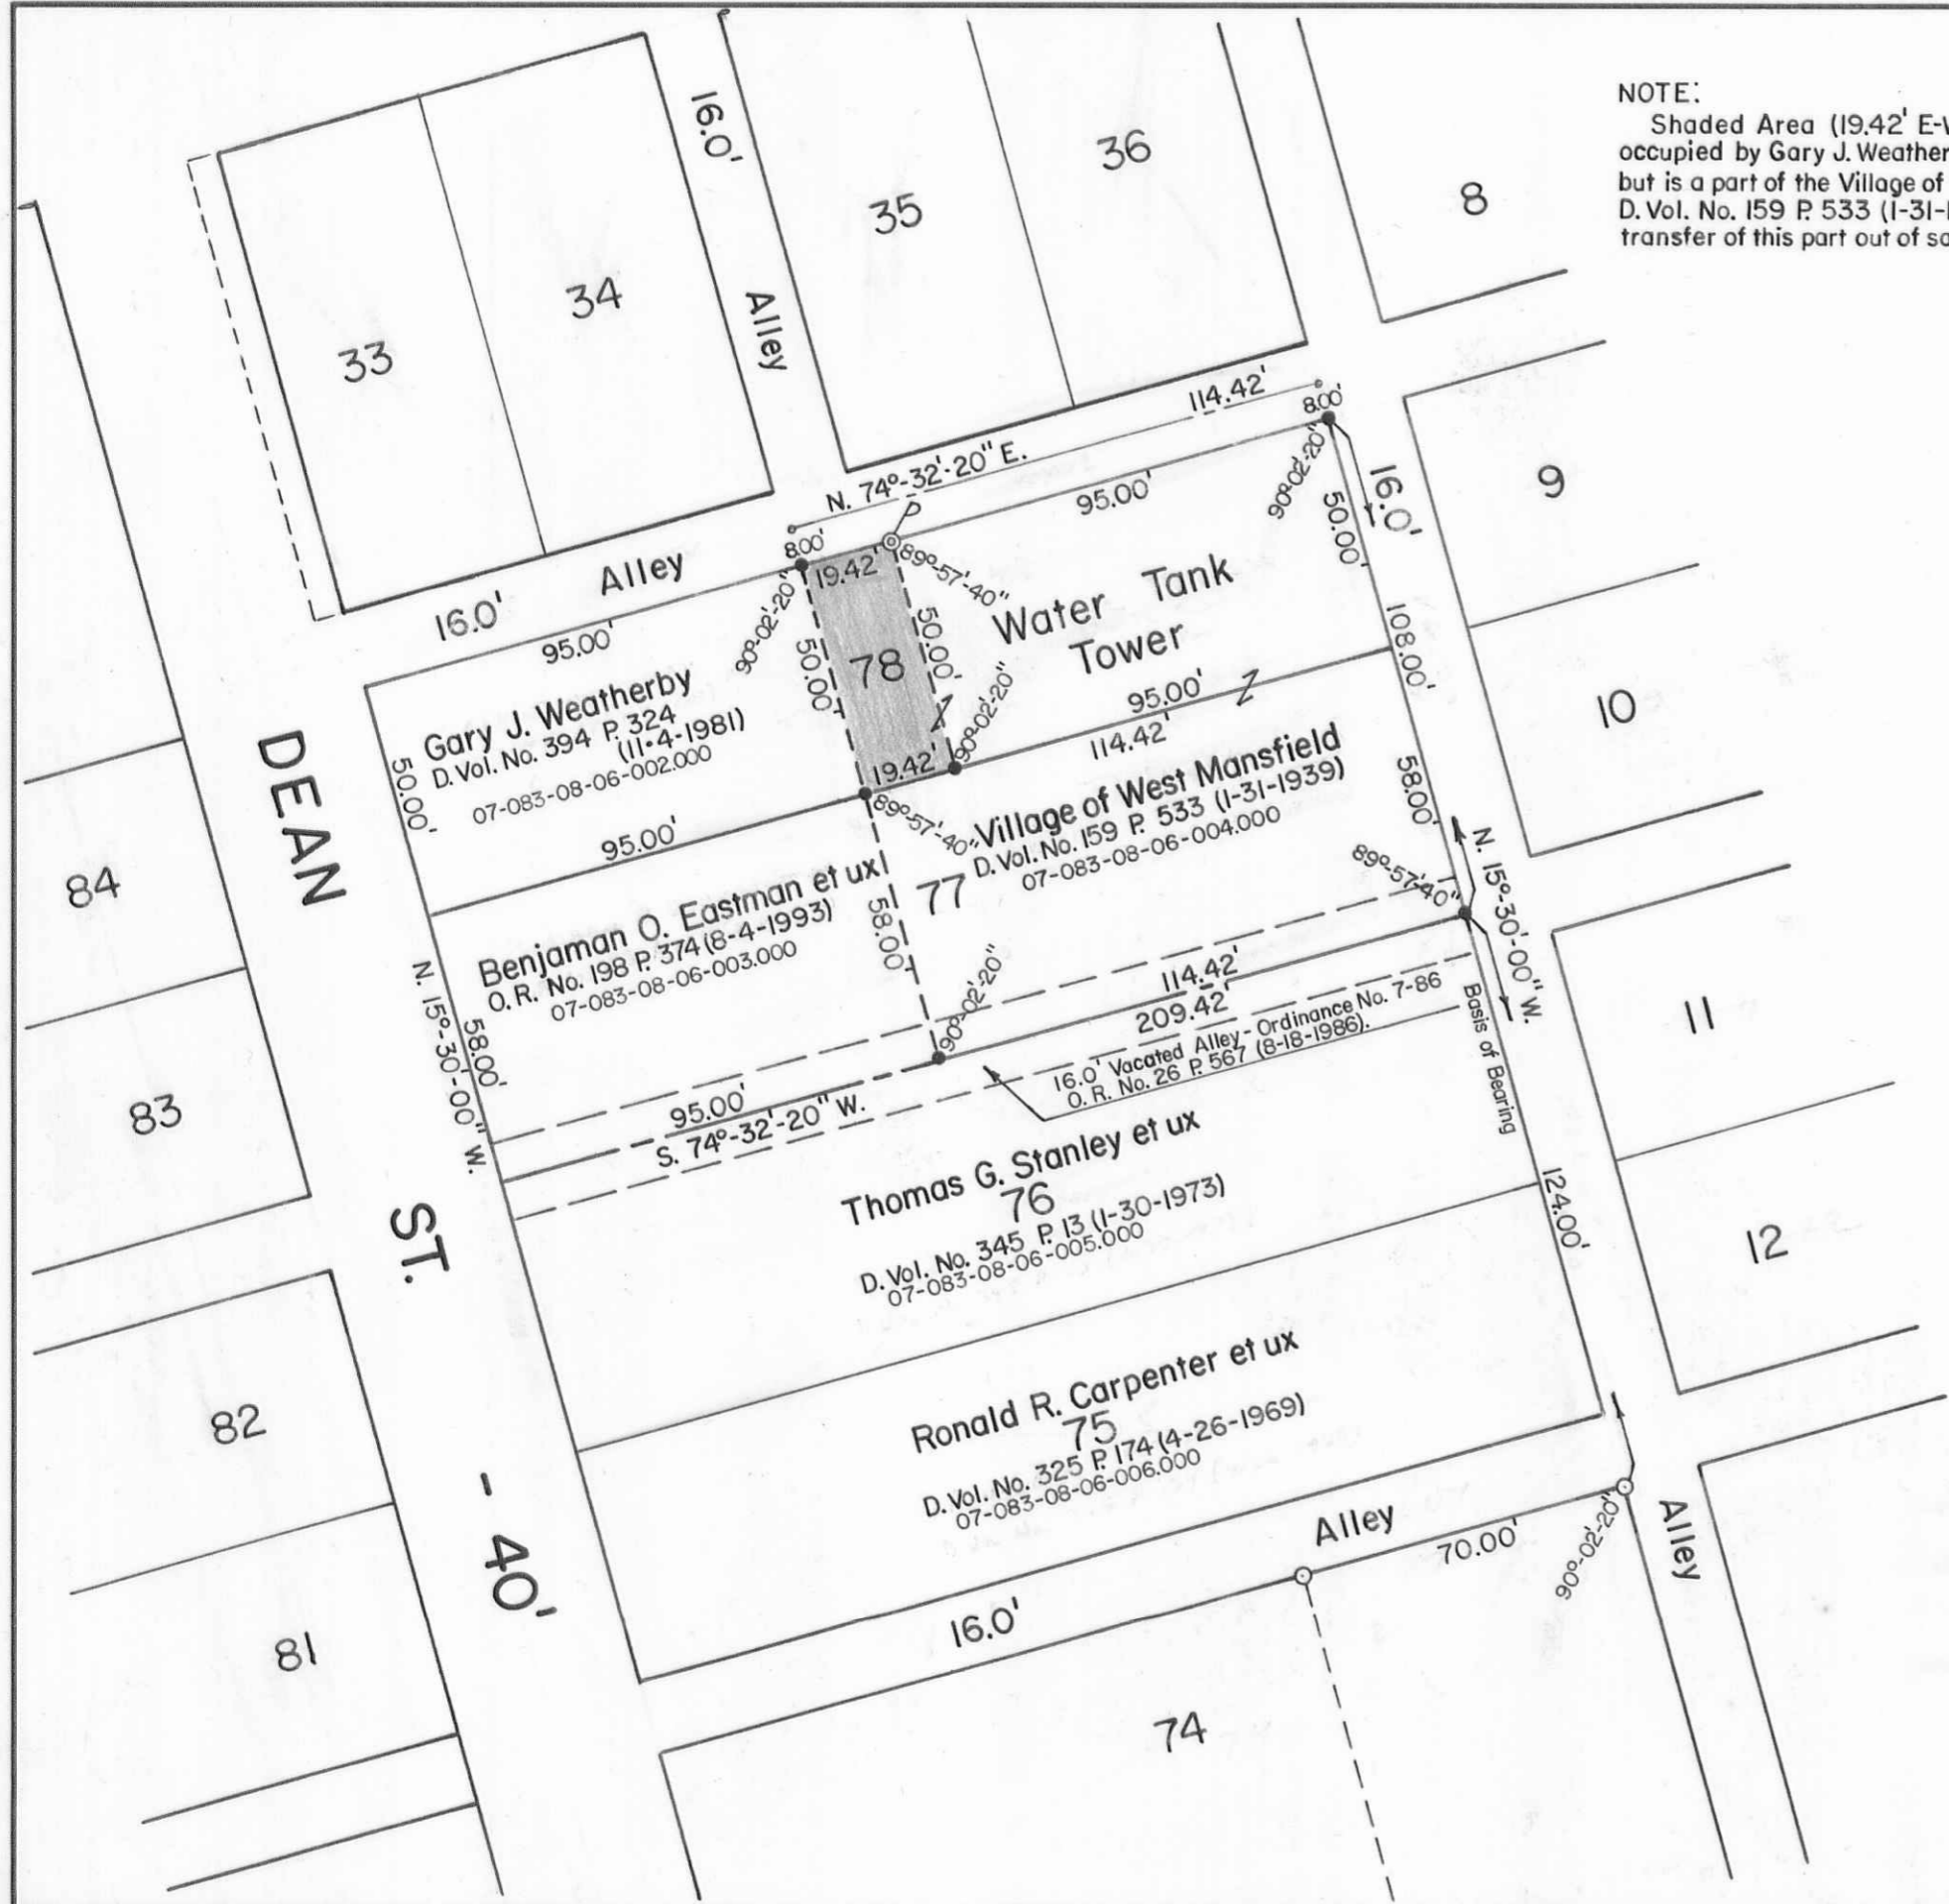 NOTE:
Shaded Area (19.42' E-
occupied by Gary J. Weather
but is a part of the Village of
D. Vol. No. 159 P. 533 (1-31-
transfer of this part out of
16.0'
Alley
33
34
35
36
8
9
10
11
12
114.42'
8.00'
N. 74°-32'-20" E.
95.00'
90°-02'-20"
16.0'
50.00'
108.00'
8.00'
19.42'
89°-57'-40"
Alley
16.0'
95.00'
90°-02'-20"
50.00'
78
50.00'
Water Tank
Tower
Gary J. Weatherby
D. Vol. No. 394 P. 324
(11-4-1981)
07-083-08-06-002.000
50.00'
95.00'
19.42'
90°-02'-20"
95.00'
114.42'
89°-57'-40"
58.00'
Village of West Mansfield
D. Vol. No. 159 P. 533 (1-31-1939)
07-083-08-06-004.000
77
89°-57'-40"
N. 15°-30'-00" W.
Benjaman O. Eastman et ux
O. R. No. 198 P. 374 (8-4-1993)
07-083-08-06-003.000
58.00'
90°-02'-20"
58.00'
N. 15°-30'-00" W.
114.42'
209.42'
16.0' Vacated Alley - Ordinance No. 7-86
O. R. No. 26 P. 567 (8-18-1986).
Basis of Bearing
95.00'
S. 74°-32'-20" W.
Thomas G. Stanley et ux
76
D. Vol. No. 345 P. 13 (1-30-1973)
07-083-08-06-005.000
124.00'
Ronald R. Carpenter et ux
75
D. Vol. No. 325 P. 174 (4-26-1969)
07-083-08-06-006.000
Alley
70.00'
90°-02'-20"
Alley
16.0'
74
DEAN ST. - 40'
84
83
82
81